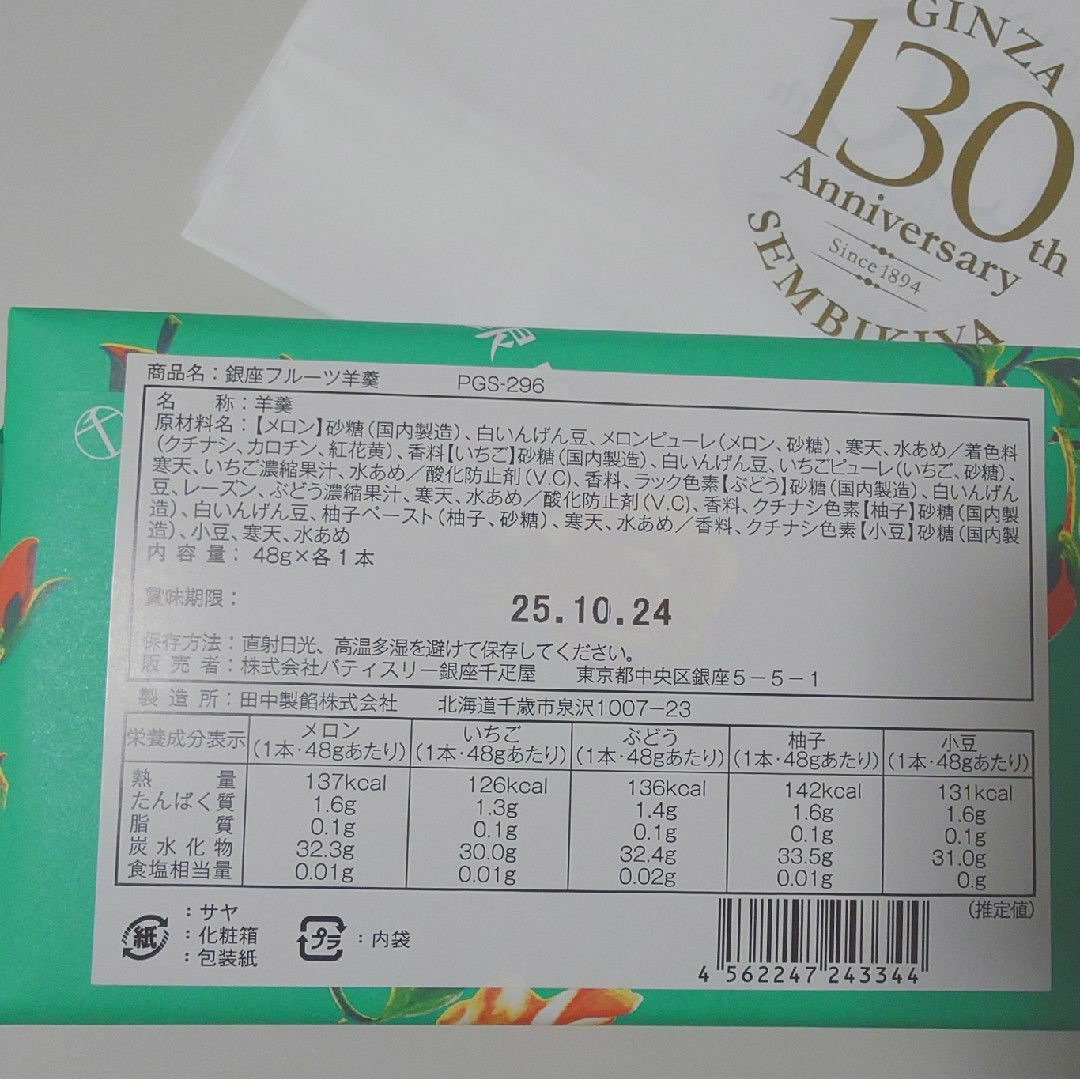 GINZA
130th
Anniversary
Since 1894
SEMBIKIYA
商品名：銀座フルーツ羊羹 PGS-296
名 称：羊羹
原材料名：【メロン】砂糖(国内製造)、白いんげん豆、メロンピューレ(メロン、砂糖)、寒天、水あめ／着色料
(クチナシ、カロチン、紅花黄)、香料【いちご】砂糖(国内製造)、白いんげん豆、いちごピューレ(いちご、砂糖)、
寒天、いちご濃縮果汁、水あめ／酸化防止剤(V.C)、香料、ラック色素【ぶどう】砂糖(国内製造)、白いんげん
豆、レーズン、ぶどう濃縮果汁、寒天、水あめ／酸化防止剤(V.C)、香料、クチナシ色素【柚子】砂糖(国内製
造)、白いんげん豆、柚子ペースト(柚子、砂糖)、寒天、水あめ／香料、クチナシ色素【小豆】砂糖(国内製
造)、小豆、寒天、水あめ
内容量：48g×各1本
賞味期限：
25.10.24
保存方法：直射日光、高温多湿を避けて保存してください。
販売者：株式会社パティスリー銀座千疋屋 東京都中央区銀座5－5－1
製造所：田中製餡株式会社 北海道千歳市泉沢1007－23
栄養成分表示 メロン (1本・48gあたり) いちご (1本・48gあたり) ぶどう (1本・48gあたり) 柚子 (1本・48gあたり) 小豆 (1本・48gあたり)
熱量 137kcal 126kcal 136kcal 142kcal 131kcal
たんぱく質 1.6g 1.3g 1.4g 1.6g 1.6g
脂質 0.1g 0.1g 0.1g 0.1g 0.1g
炭水化物 32.3g 30.0g 32.4g 33.5g 31.0g
食塩相当量 0.01g 0.01g 0.02g 0.01g 0.g
(推定値)
紙 ：サヤ
：化粧箱
：包装紙
プラ ：内袋
4 562247 243344